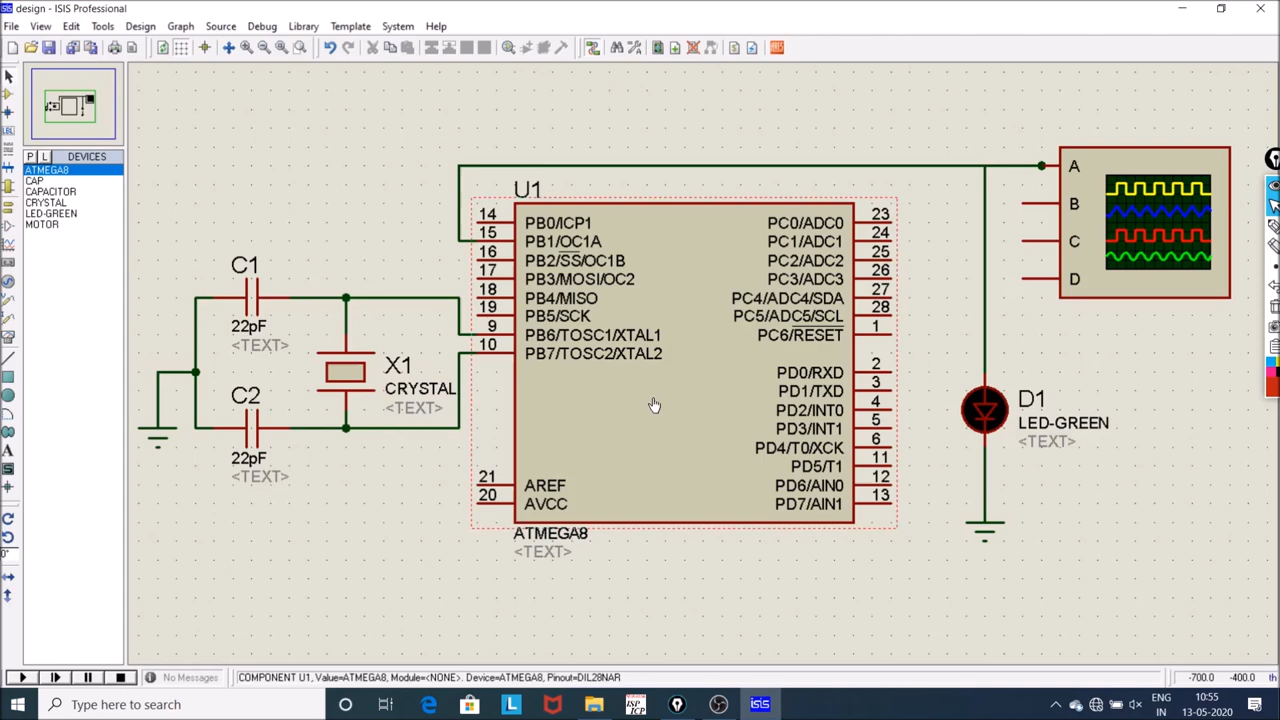 design - ISIS Professional
File View Edit Tools Design Graph Source Debug Library Template System Help
P L DEVICES
ATMEGA8
CAP
CAPACITOR
CRYSTAL
LED-GREEN
MOTOR
LBL
A
0°
C1
22pF
<TEXT>
C2
22pF
<TEXT>
X1
CRYSTAL
<TEXT>
U1
14 PB0/ICP1
15 PB1/OC1A
16 PB2/SS/OC1B
17 PB3/MOSI/OC2
18 PB4/MISO
19 PB5/SCK
9 PB6/TOSC1/XTAL1
10 PB7/TOSC2/XTAL2
21 AREF
20 AVCC
PC0/ADC0 23
PC1/ADC1 24
PC2/ADC2 25
PC3/ADC3 26
PC4/ADC4/SDA 27
PC5/ADC5/SCL 28
PC6/RESET 1
PD0/RXD 2
PD1/TXD 3
PD2/INT0 4
PD3/INT1 5
PD4/T0/XCK 6
PD5/T1 11
PD6/AIN0 12
PD7/AIN1 13
ATMEGA8
<TEXT>
A
B
C
D
D1
LED-GREEN
<TEXT>
No Messages
COMPONENT U1, Value=ATMEGA8, Module=<NONE>. Device=ATMEGA8, Pinout=DIL28NAR
-700.0 -400.0 th
Type here to search
L
ISP
ICP
ISIS
ENG
IN
10:55
13-05-2020